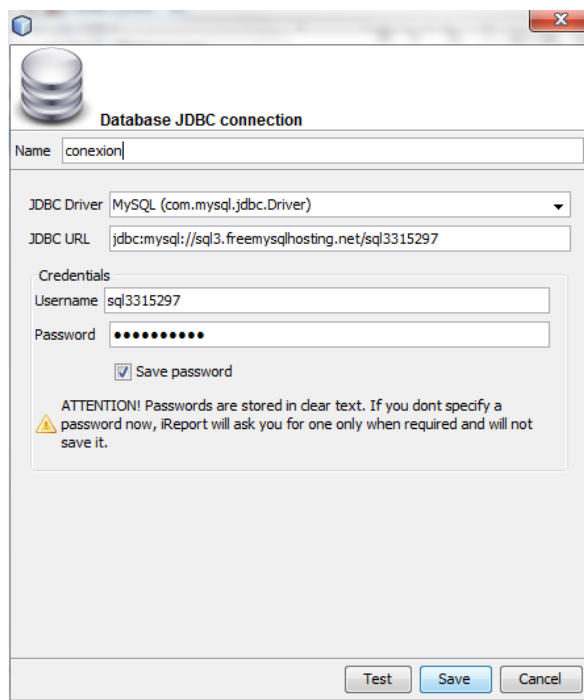 Database JDBC connection
Name conexion
JDBC Driver MySQL (com.mysql.jdbc.Driver)
JDBC URL jdbc:mysql://sql3.freemysqlhosting.net/sql3315297
Credentials
Username sql3315297
Password ●●●●●●●●●●
Save password
ATTENTION! Passwords are stored in clear text. If you dont specify a
password now, iReport will ask you for one only when required and will not
save it.
Test Save Cancel